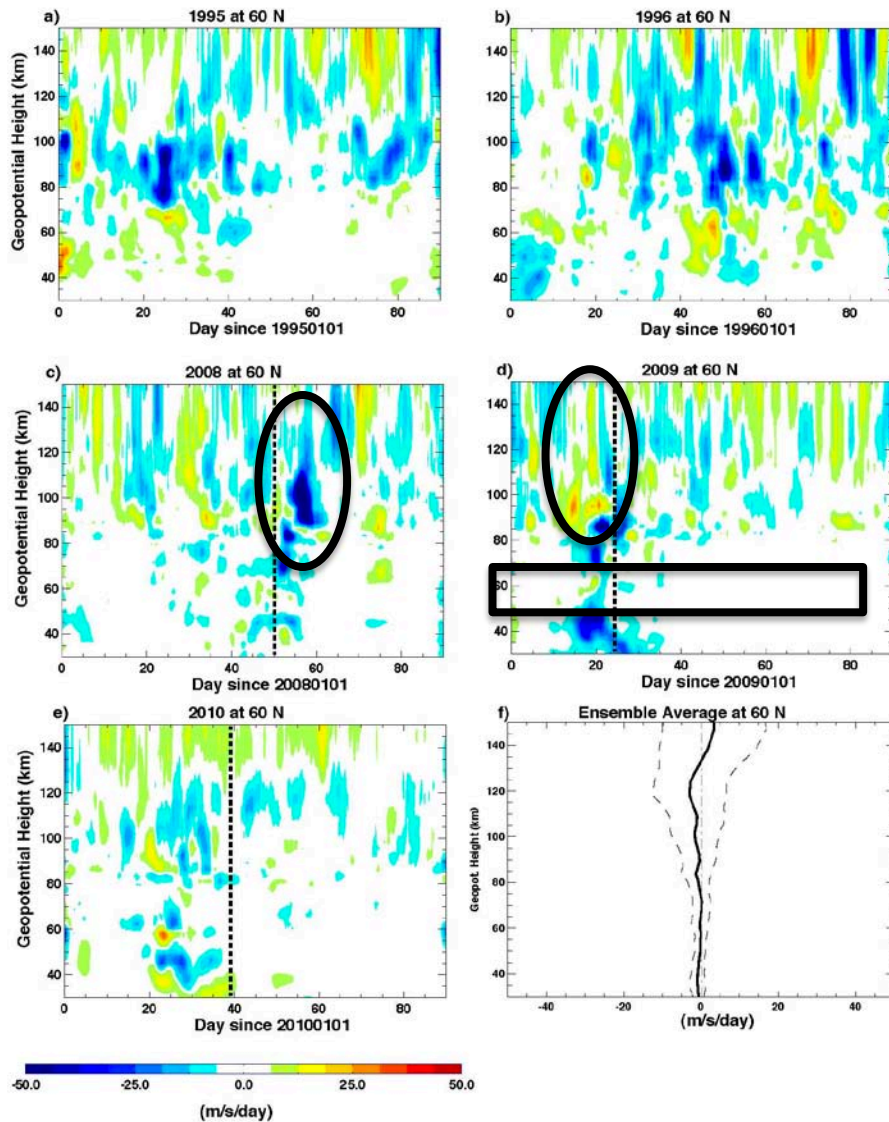 a) 1995 at 60 N
Geopotential Height (km)
140
120
100
80
60
40
0 20 40 60 80
Day since 19950101
b) 1996 at 60 N
140
120
100
80
60
40
0 20 40 60 80
Day since 19960101
c) 2008 at 60 N
Geopotential Height (km)
140
120
100
80
60
40
0 20 40 60 80
Day since 20080101
d) 2009 at 60 N
140
120
100
80
60
40
0 20 40 60 80
Day since 20090101
e) 2010 at 60 N
Geopotential Height (km)
140
120
100
80
60
40
0 20 40 60 80
Day since 20100101
f) Ensemble Average at 60 N
Geopot. Height (km)
140
120
100
80
60
40
-40 -20 0 20 40
(m/s/day)
-50.0 -25.0 0.0 25.0 50.0
(m/s/day)